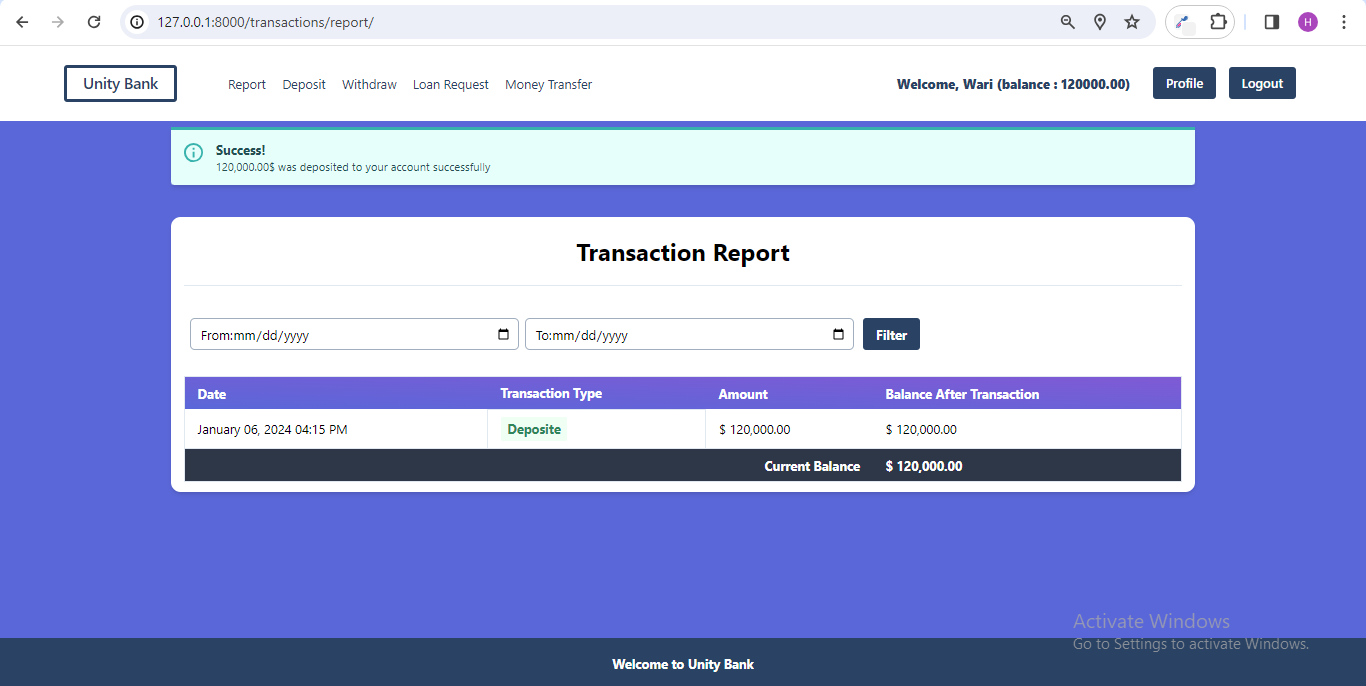 127.0.0.1:8000/transactions/report/
H
Unity Bank Report Deposit Withdraw Loan Request Money Transfer Welcome, Wari (balance : 120000.00) Profile Logout
Success!
120,000.00$ was deposited to your account successfully
Transaction Report
From:mm/dd/yyyy To:mm/dd/yyyy Filter
Date Transaction Type Amount Balance After Transaction
January 06, 2024 04:15 PM Deposite $ 120,000.00 $ 120,000.00
Current Balance $ 120,000.00
Activate Windows
Go to Settings to activate Windows.
Welcome to Unity Bank